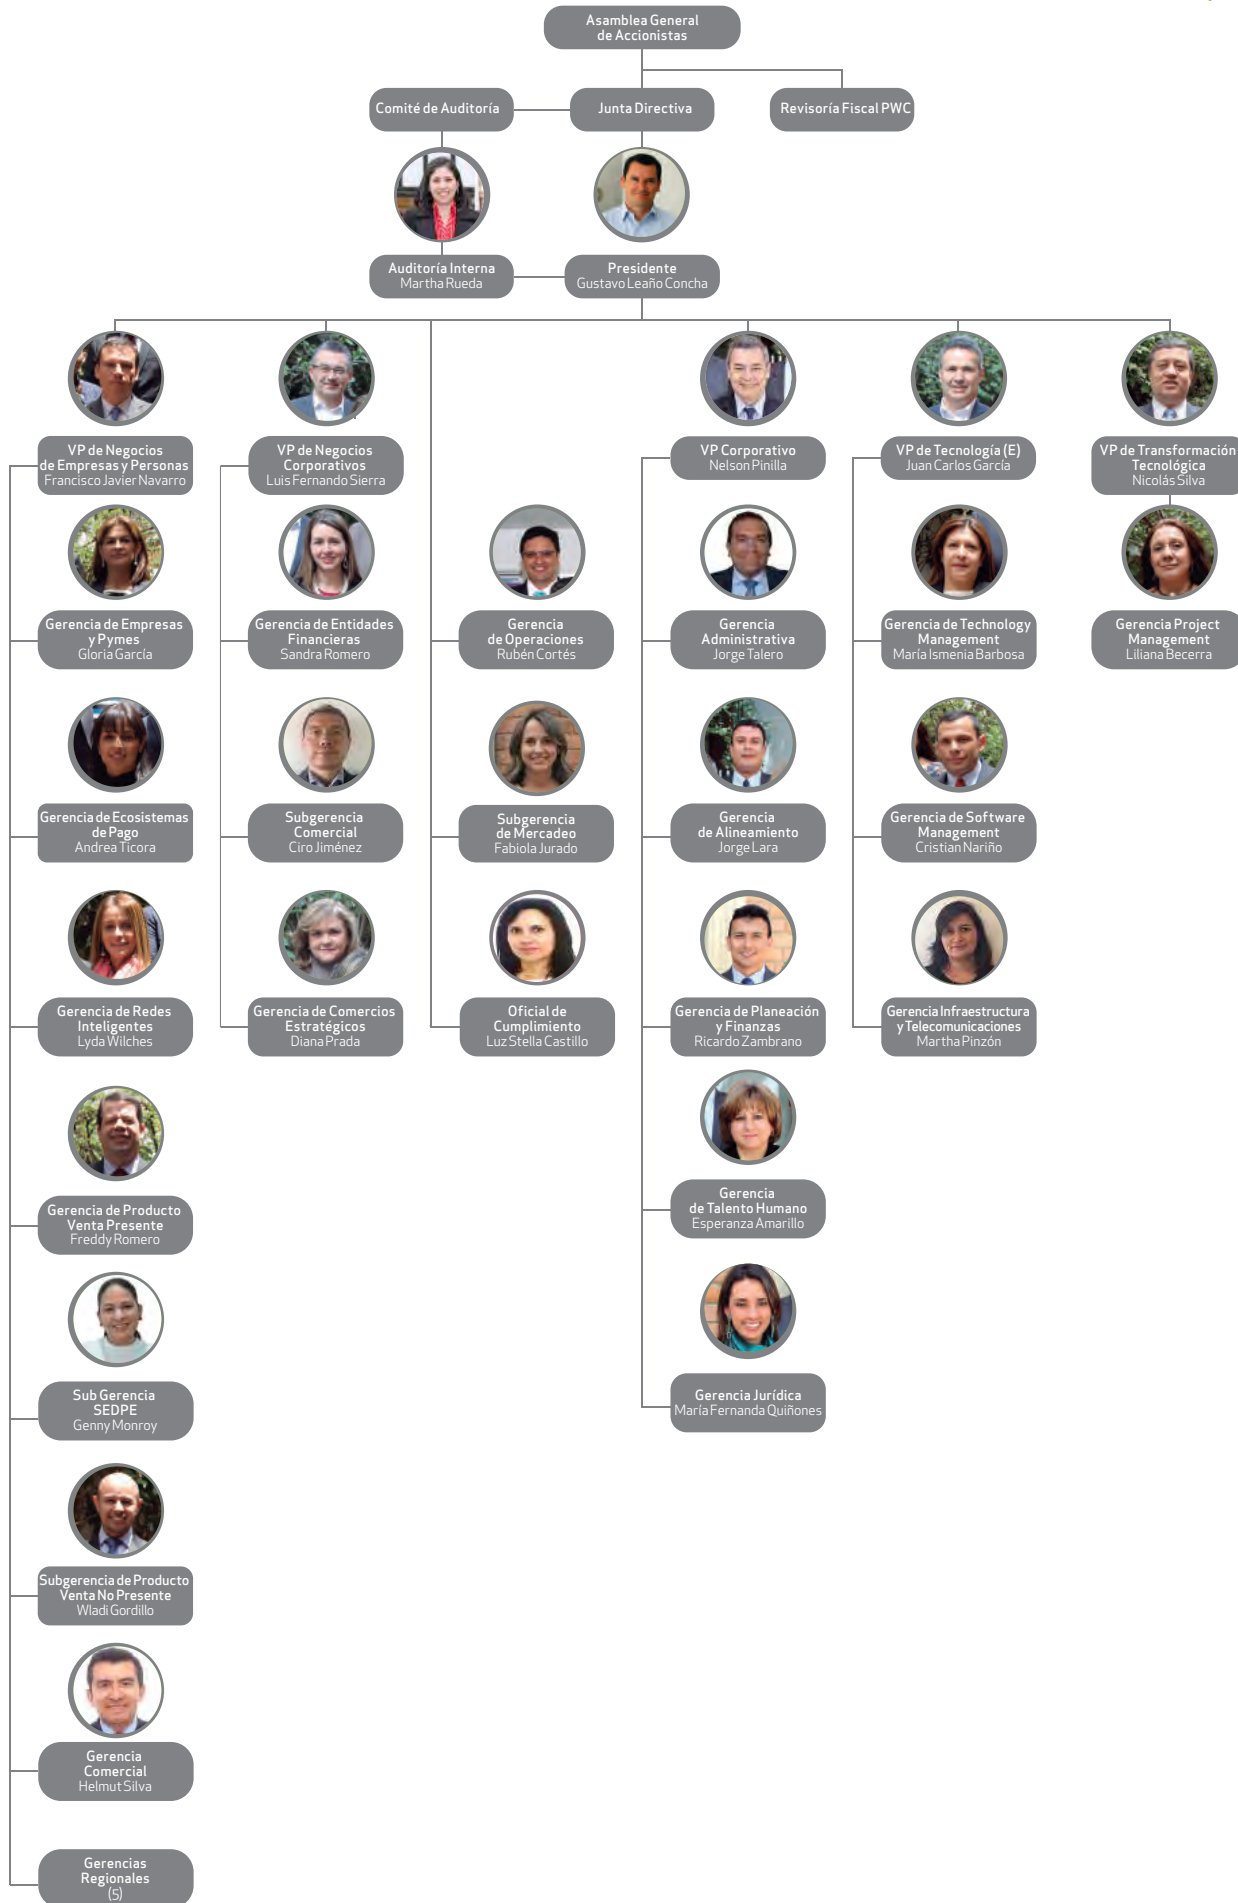 Asamblea General
de Accionistas
Comité de Auditoría
Junta Directiva
Revisoría Fiscal PWC
Auditoría Interna
Martha Rueda
Presidente
Gustavo Leaño Concha
VP de Negocios
de Empresas y Personas
Francisco Javier Navarro
VP de Negocios
Corporativos
Luis Fernando Sierra
VP Corporativo
Nelson Pinilla
VP de Tecnología (E)
Juan Carlos García
VP de Transformación
Tecnológica
Nicolás Silva
Gerencia de Empresas
y Pymes
Gloria García
Gerencia de Entidades
Financieras
Sandra Romero
Gerencia
de Operaciones
Rubén Cortés
Gerencia
Administrativa
Jorge Talero
Gerencia de Technology
Management
María Ismenia Barbosa
Gerencia Project
Management
Liliana Becerra
Gerencia de Ecosistemas
de Pago
Andrea Ticora
Subgerencia
Comercial
Ciro Jiménez
Subgerencia
de Mercadeo
Fabiola Jurado
Gerencia
de Alineamiento
Jorge Lara
Gerencia de Software
Management
Cristian Nariño
Gerencia de Redes
Inteligentes
Lyda Wilches
Gerencia de Comercios
Estratégicos
Diana Prada
Oficial de
Cumplimiento
Luz Stella Castillo
Gerencia de Planeación
y Finanzas
Ricardo Zambrano
Gerencia Infraestructura
y Telecomunicaciones
Martha Pinzón
Gerencia de Producto
Venta Presente
Freddy Romero
Gerencia
de Talento Humano
Esperanza Amarillo
Sub Gerencia
SEDPE
Genny Monroy
Gerencia Jurídica
María Fernanda Quiñones
Subgerencia de Producto
Venta No Presente
Wladi Gordillo
Gerencia
Comercial
Helmut Silva
Gerencias
Regionales
(5)